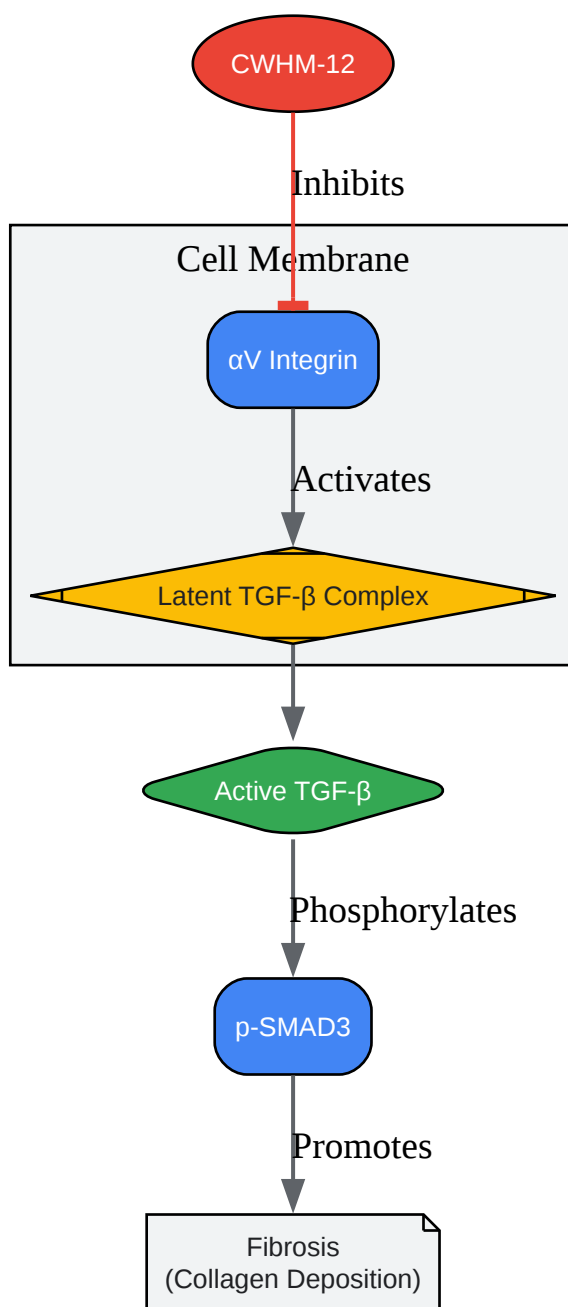 CWHM-12
Inhibits
Cell Membrane
αV Integrin
Activates
Latent TGF-β Complex
Active TGF-β
Phosphorylates
p-SMAD3
Promotes
Fibrosis
(Collagen Deposition)